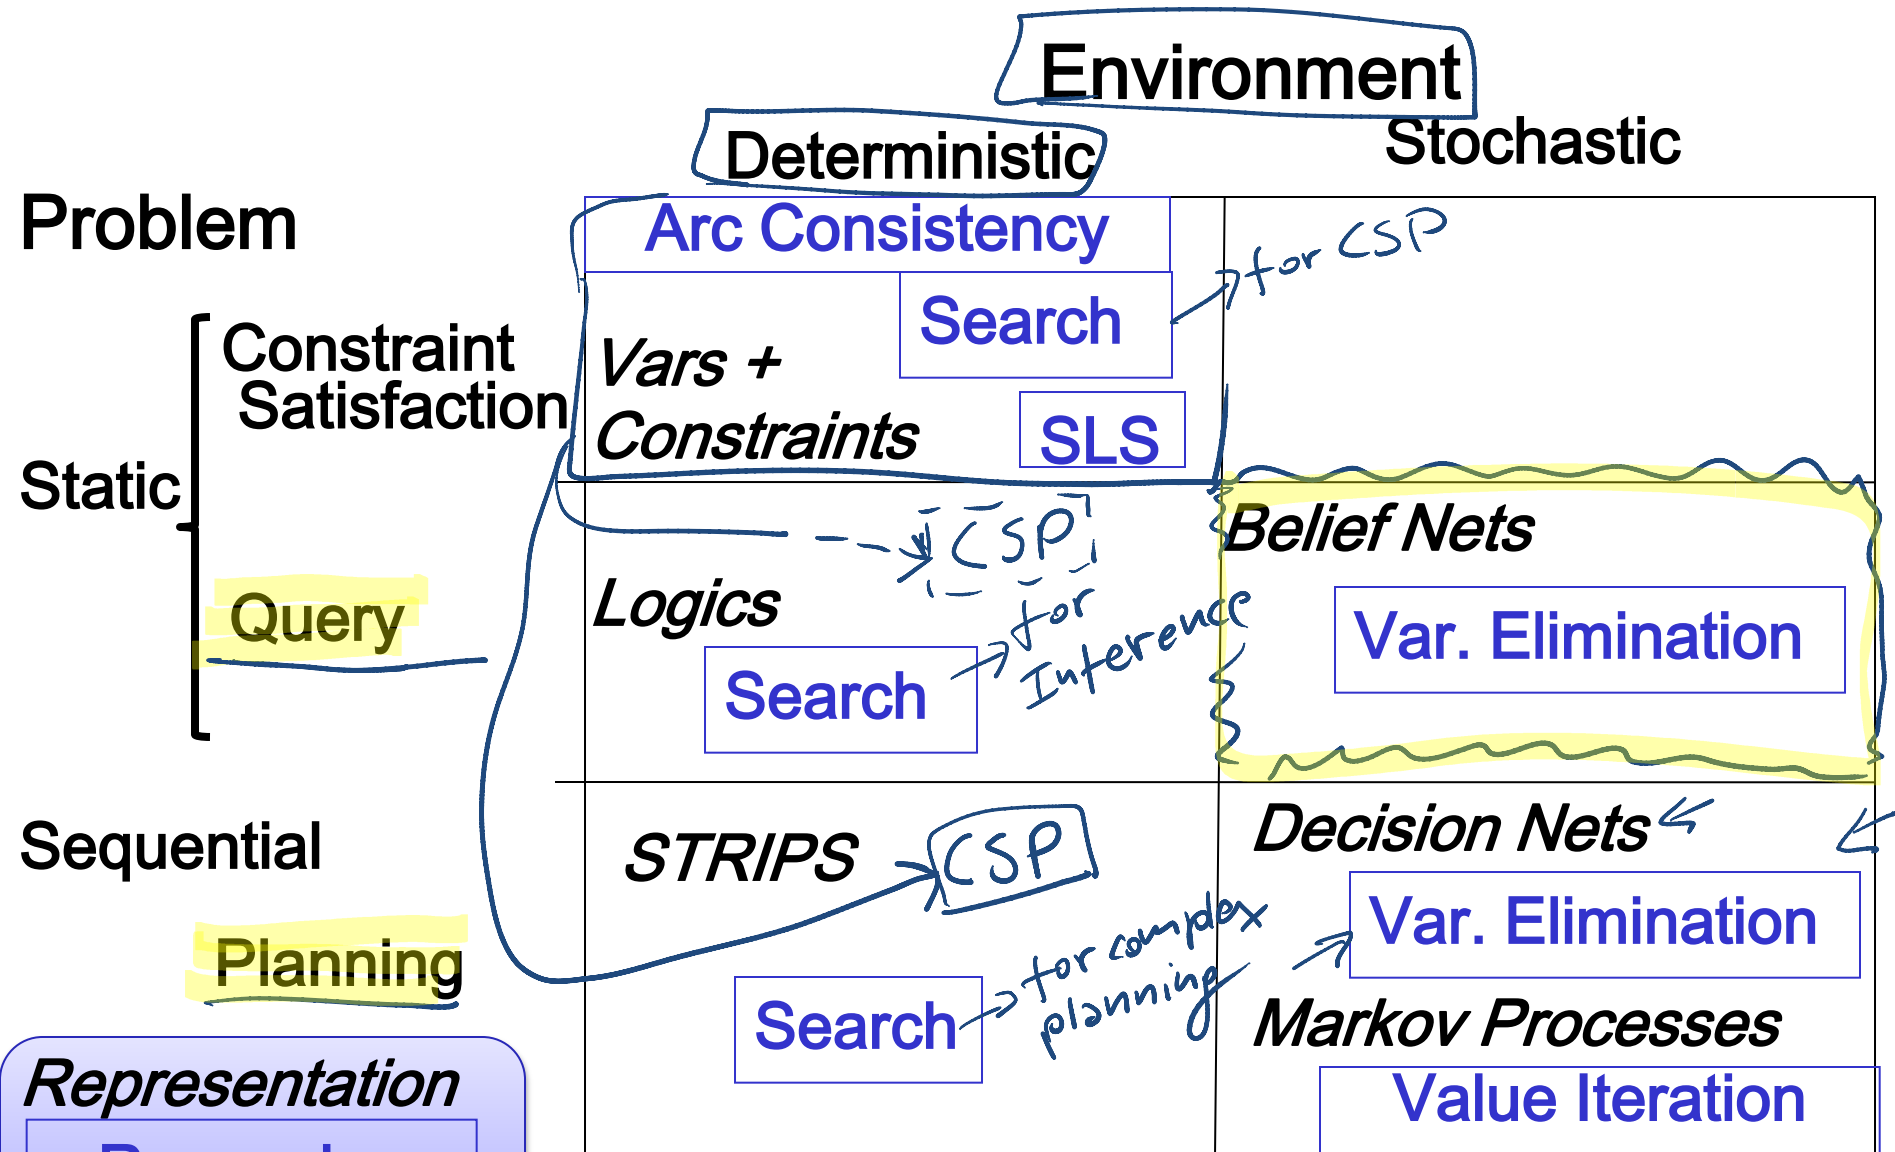 Environment
Deterministic
Stochastic
Problem
Arc Consistency
for CSP
Search
Constraint
Satisfaction
Vars +
Constraints
SLS
Static
CSP
Belief Nets
Query
Logics
for
Inference
Var. Elimination
Search
Sequential
STRIPS
CSP
Decision Nets
Planning
for complex
planning
Var. Elimination
Search
Markov Processes
Representation
Value Iteration